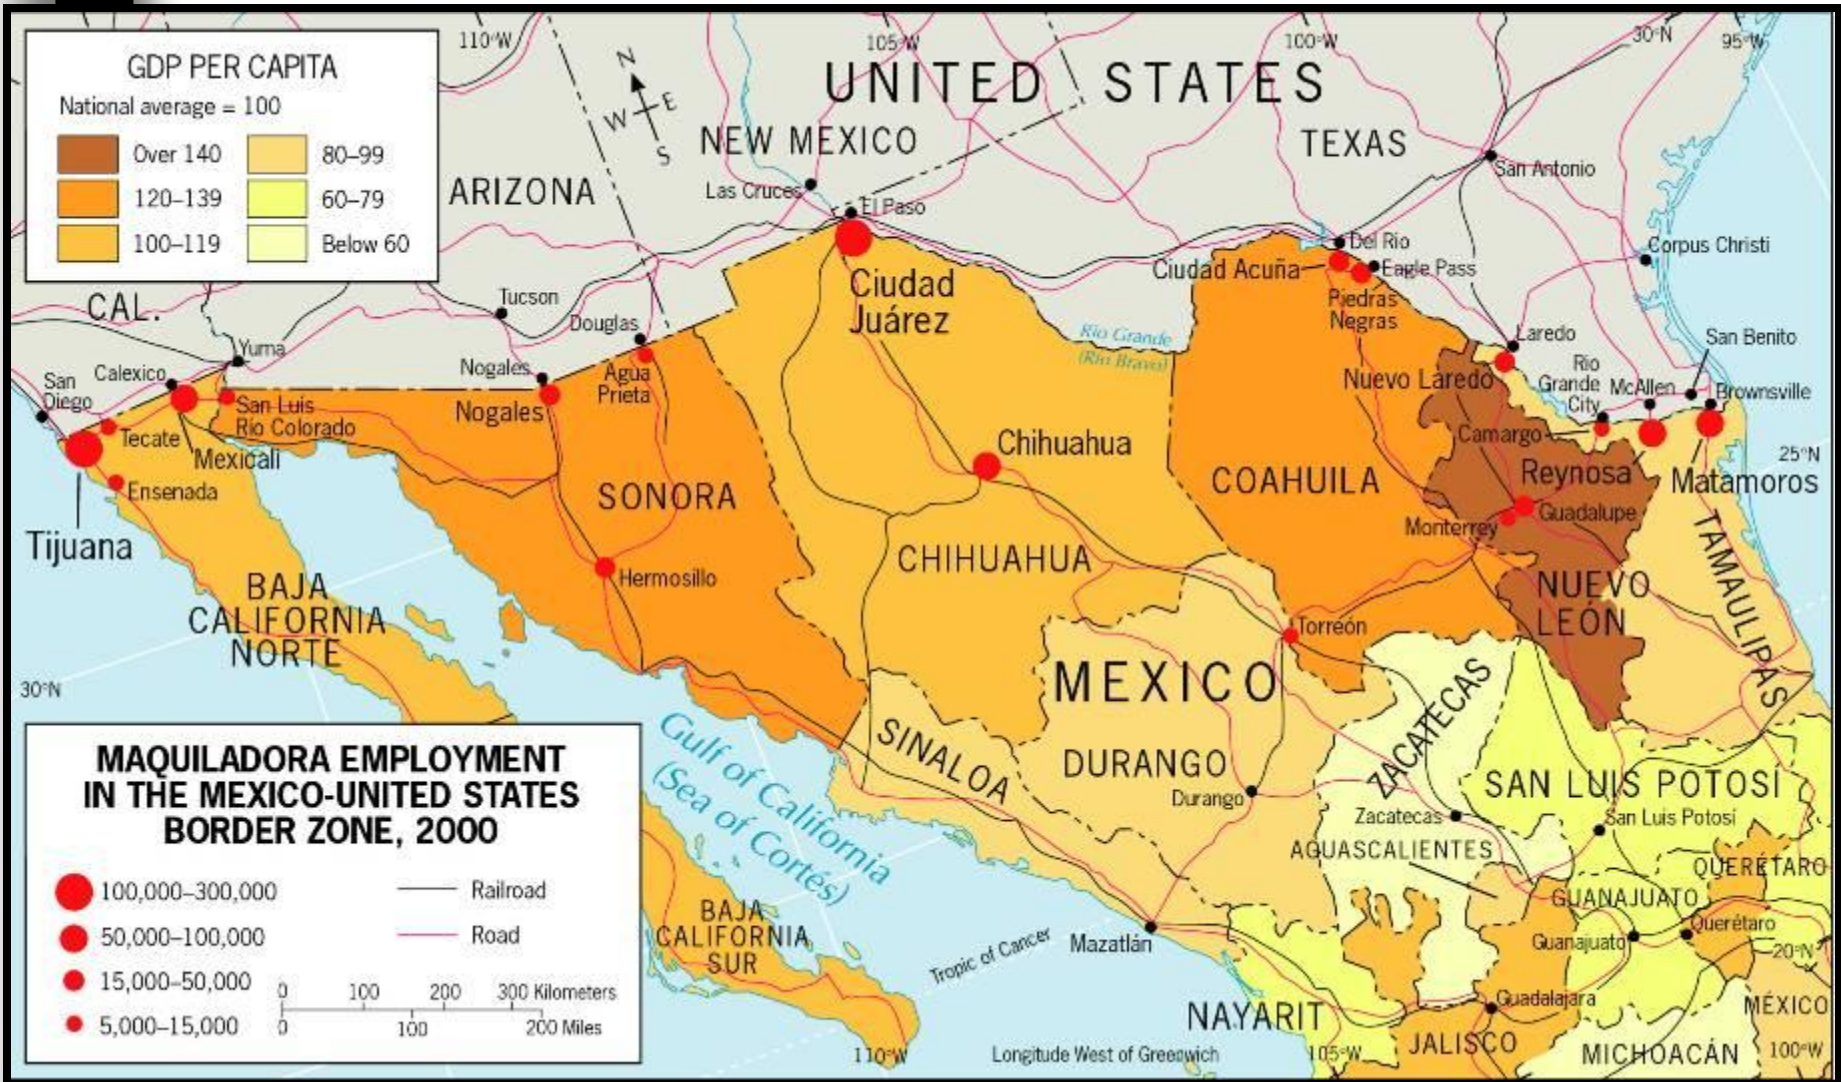 GDP PER CAPITA
National average = 100
Over 140
80–99
120–139
60–79
100–119
Below 60
110°W
105°W
100°W
30°N
95°W
N
W
E
S
UNITED STATES
NEW MEXICO
TEXAS
ARIZONA
CAL.
Las Cruces
El Paso
San Antonio
Del Rio
Eagle Pass
Corpus Christi
Ciudad Acuña
Piedras
Negras
Ciudad
Juárez
Tucson
Douglas
Rio Grande
(Río Bravo)
Laredo
San Benito
Yuma
Calexico
San
Diego
Nogales
Agua
Prieta
Nogales
Nuevo Laredo
Rio
Grande
City
McAllen
Brownsville
San Luis
Rio Colorado
Tecate
Mexicali
Ensenada
Tijuana
Chihuahua
Camargo
Reynosa
Matamoros
25°N
SONORA
COAHUILA
Monterrey
Guadalupe
CHIHUAHUA
Hermosillo
BAJA
CALIFORNIA
NORTE
NUEVO
LEÓN
TAMAULIPAS
Torreón
30°N
MEXICO
ZACATECAS
SINALOA
DURANGO
Durango
SAN LUIS POTOSÍ
Zacatecas
San Luis Potosí
AGUASCALIENTES
QUERÉTARO
GUANAJUATO
Guanajuato
Querétaro
20°N
Gulf of California
(Sea of Cortés)
BAJA
CALIFORNIA
SUR
Tropic of Cancer
Mazatlán
NAYARIT
Guadalajara
MÉXICO
JALISCO
MICHOACÁN
110°W
Longitude West of Greenwich
105°W
100°W
MAQUILADORA EMPLOYMENT
IN THE MEXICO-UNITED STATES
BORDER ZONE, 2000
100,000–300,000
Railroad
50,000–100,000
Road
15,000–50,000
0 100 200 300 Kilometers
5,000–15,000
0 100 200 Miles